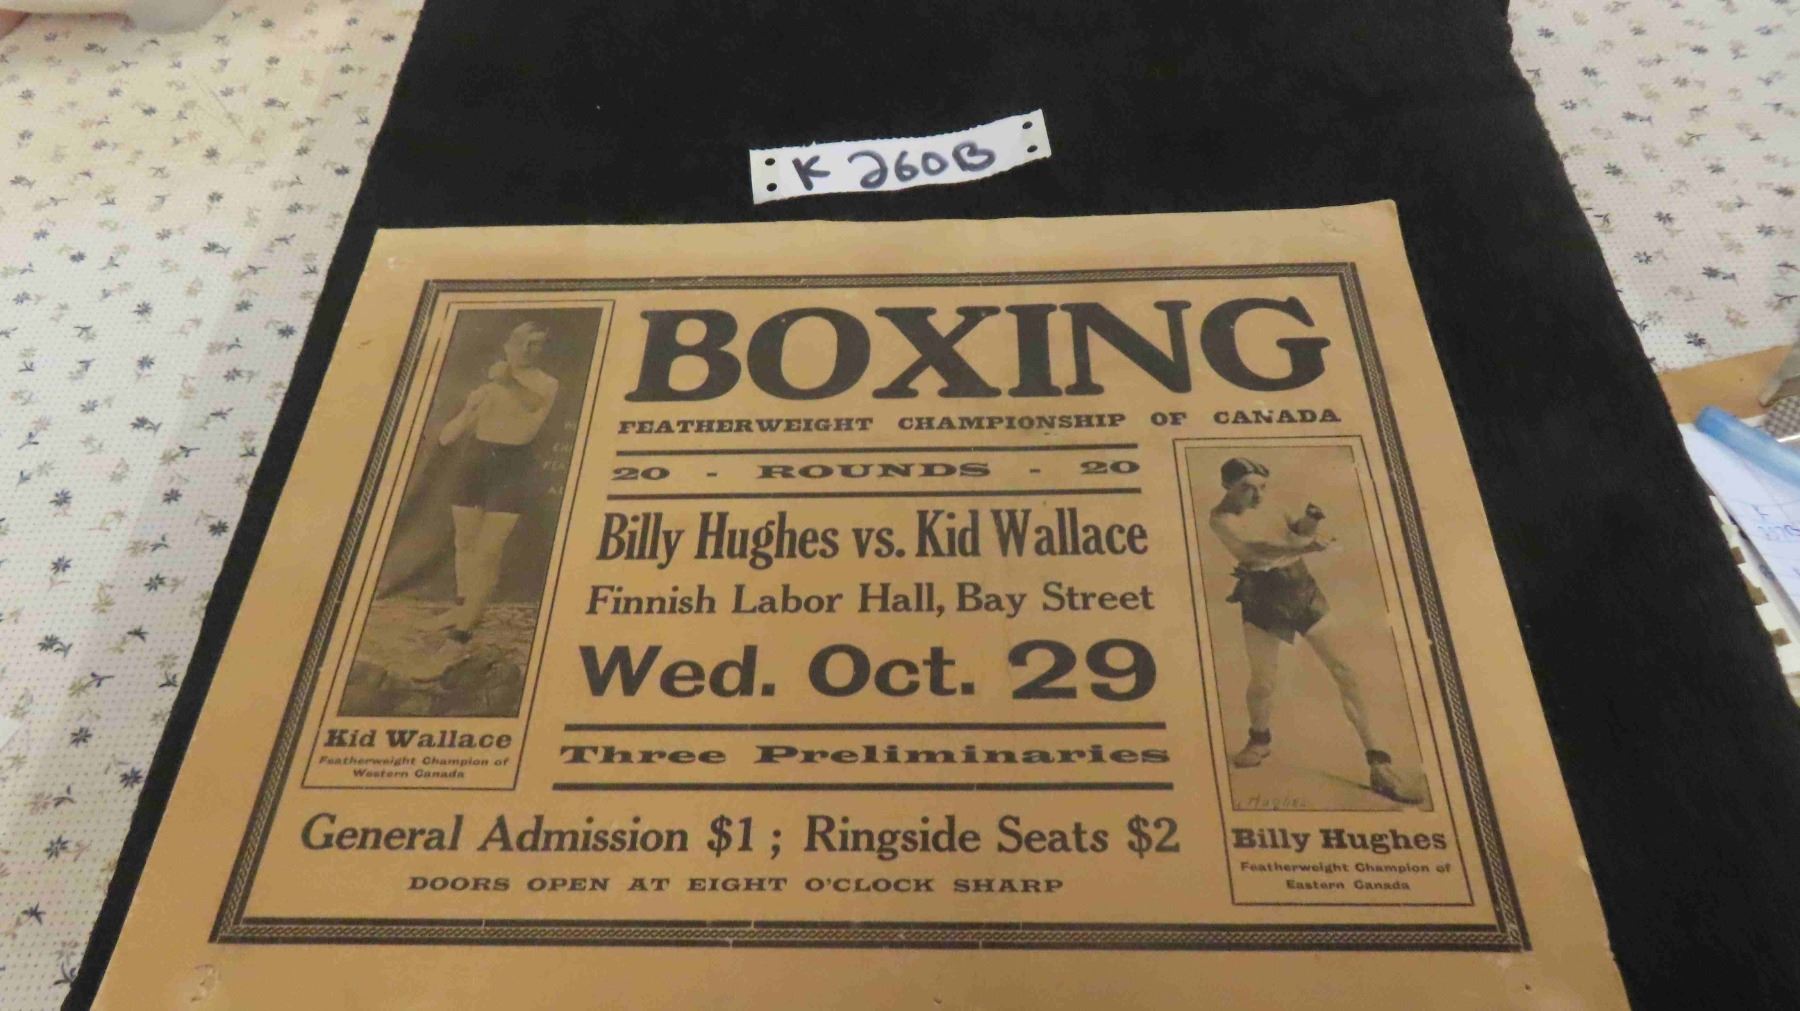 K 260B
BOXING
FEATHERWEIGHT CHAMPIONSHIP OF CANADA
20 - ROUNDS - 20
Billy Hughes vs. Kid Wallace
Finnish Labor Hall, Bay Street
Wed. Oct. 29
Three Preliminaries
General Admission $1 ; Ringside Seats $2
DOORS OPEN AT EIGHT O'CLOCK SHARP
Kid Wallace
Featherweight Champion of
Western Canada
Hughes
Billy Hughes
Featherweight Champion of
Eastern Canada